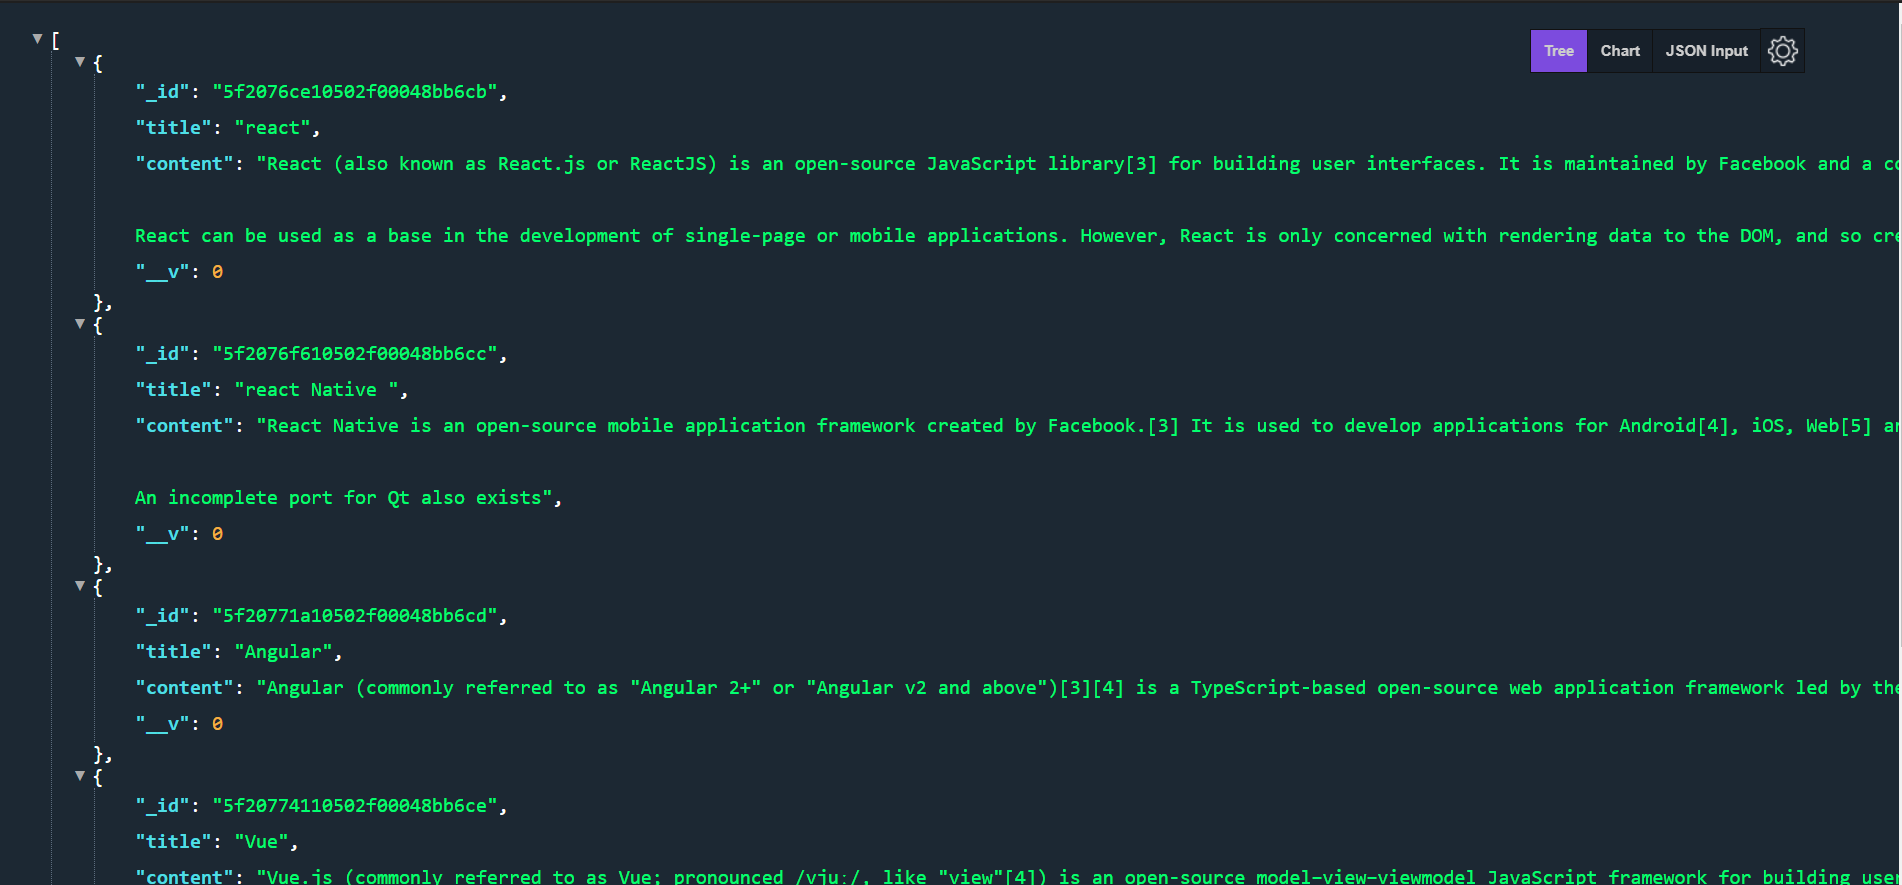 [
Tree Chart JSON Input
{
"_id": "5f2076ce10502f00048bb6cb",
"title": "react",
"content": "React (also known as React.js or ReactJS) is an open-source JavaScript library[3] for building user interfaces. It is maintained by Facebook and a
React can be used as a base in the development of single-page or mobile applications. However, React is only concerned with rendering data to the DOM, and so
"__v": 0
},
{
"_id": "5f2076f610502f00048bb6cc",
"title": "react Native ",
"content": "React Native is an open-source mobile application framework created by Facebook.[3] It is used to develop applications for Android[4], iOS, Web[5]
An incomplete port for Qt also exists",
"__v": 0
},
{
"_id": "5f20771a10502f00048bb6cd",
"title": "Angular",
"content": "Angular (commonly referred to as "Angular 2+" or "Angular v2 and above")[3][4] is a TypeScript-based open-source web application framework led by the
"__v": 0
},
{
"_id": "5f20774110502f00048bb6ce",
"title": "Vue",
"content": "Vue.js (commonly referred to as Vue; pronounced /vjuː/, like "view"[4]) is an open-source model–view–viewmodel JavaScript framework for building